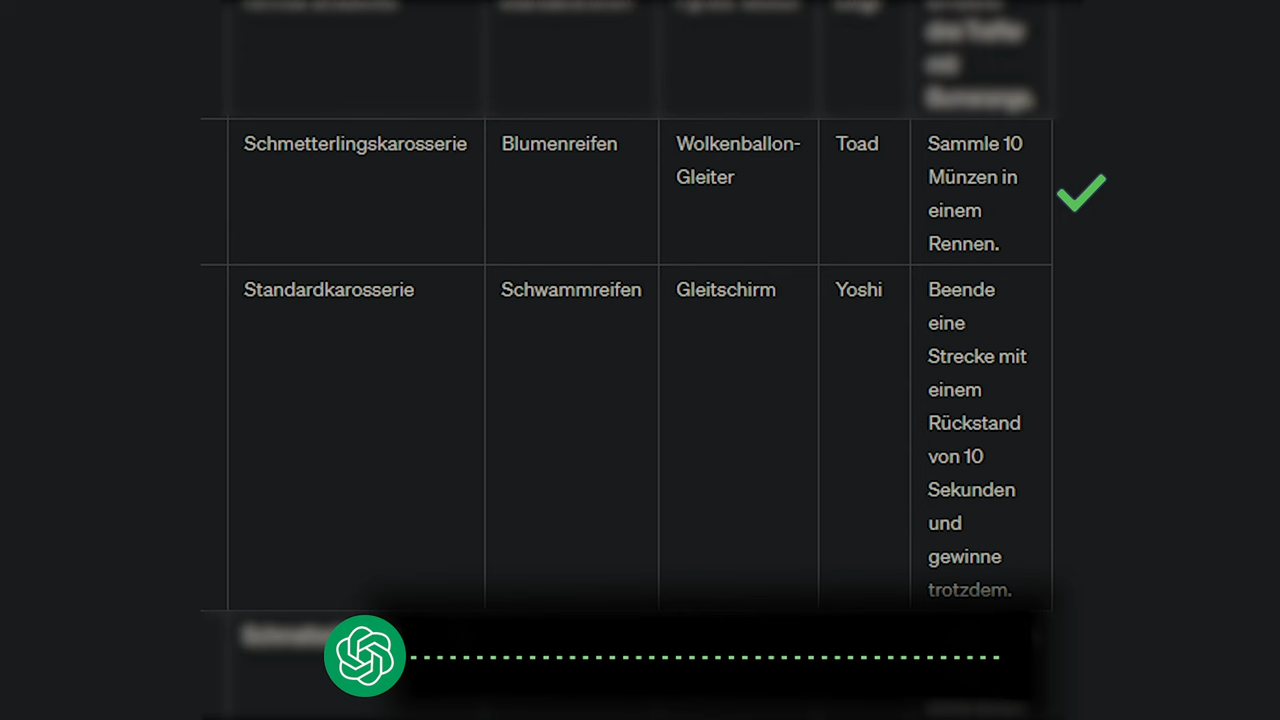 Schmetterlingskarosserie
Blumenreifen
Wolkenballon-
Gleiter
Toad
Sammle 10
Münzen in
einem
Rennen.
Standardkarosserie
Schwammreifen
Gleitschirm
Yoshi
Beende
eine
Strecke mit
einem
Rückstand
von 10
Sekunden
und
gewinne
trotzdem.